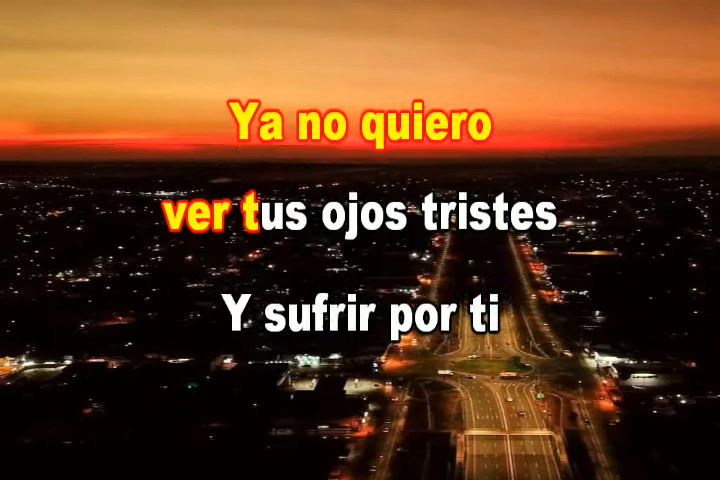 Ya no quiero
ver tus ojos tristes
Y sufrir por ti